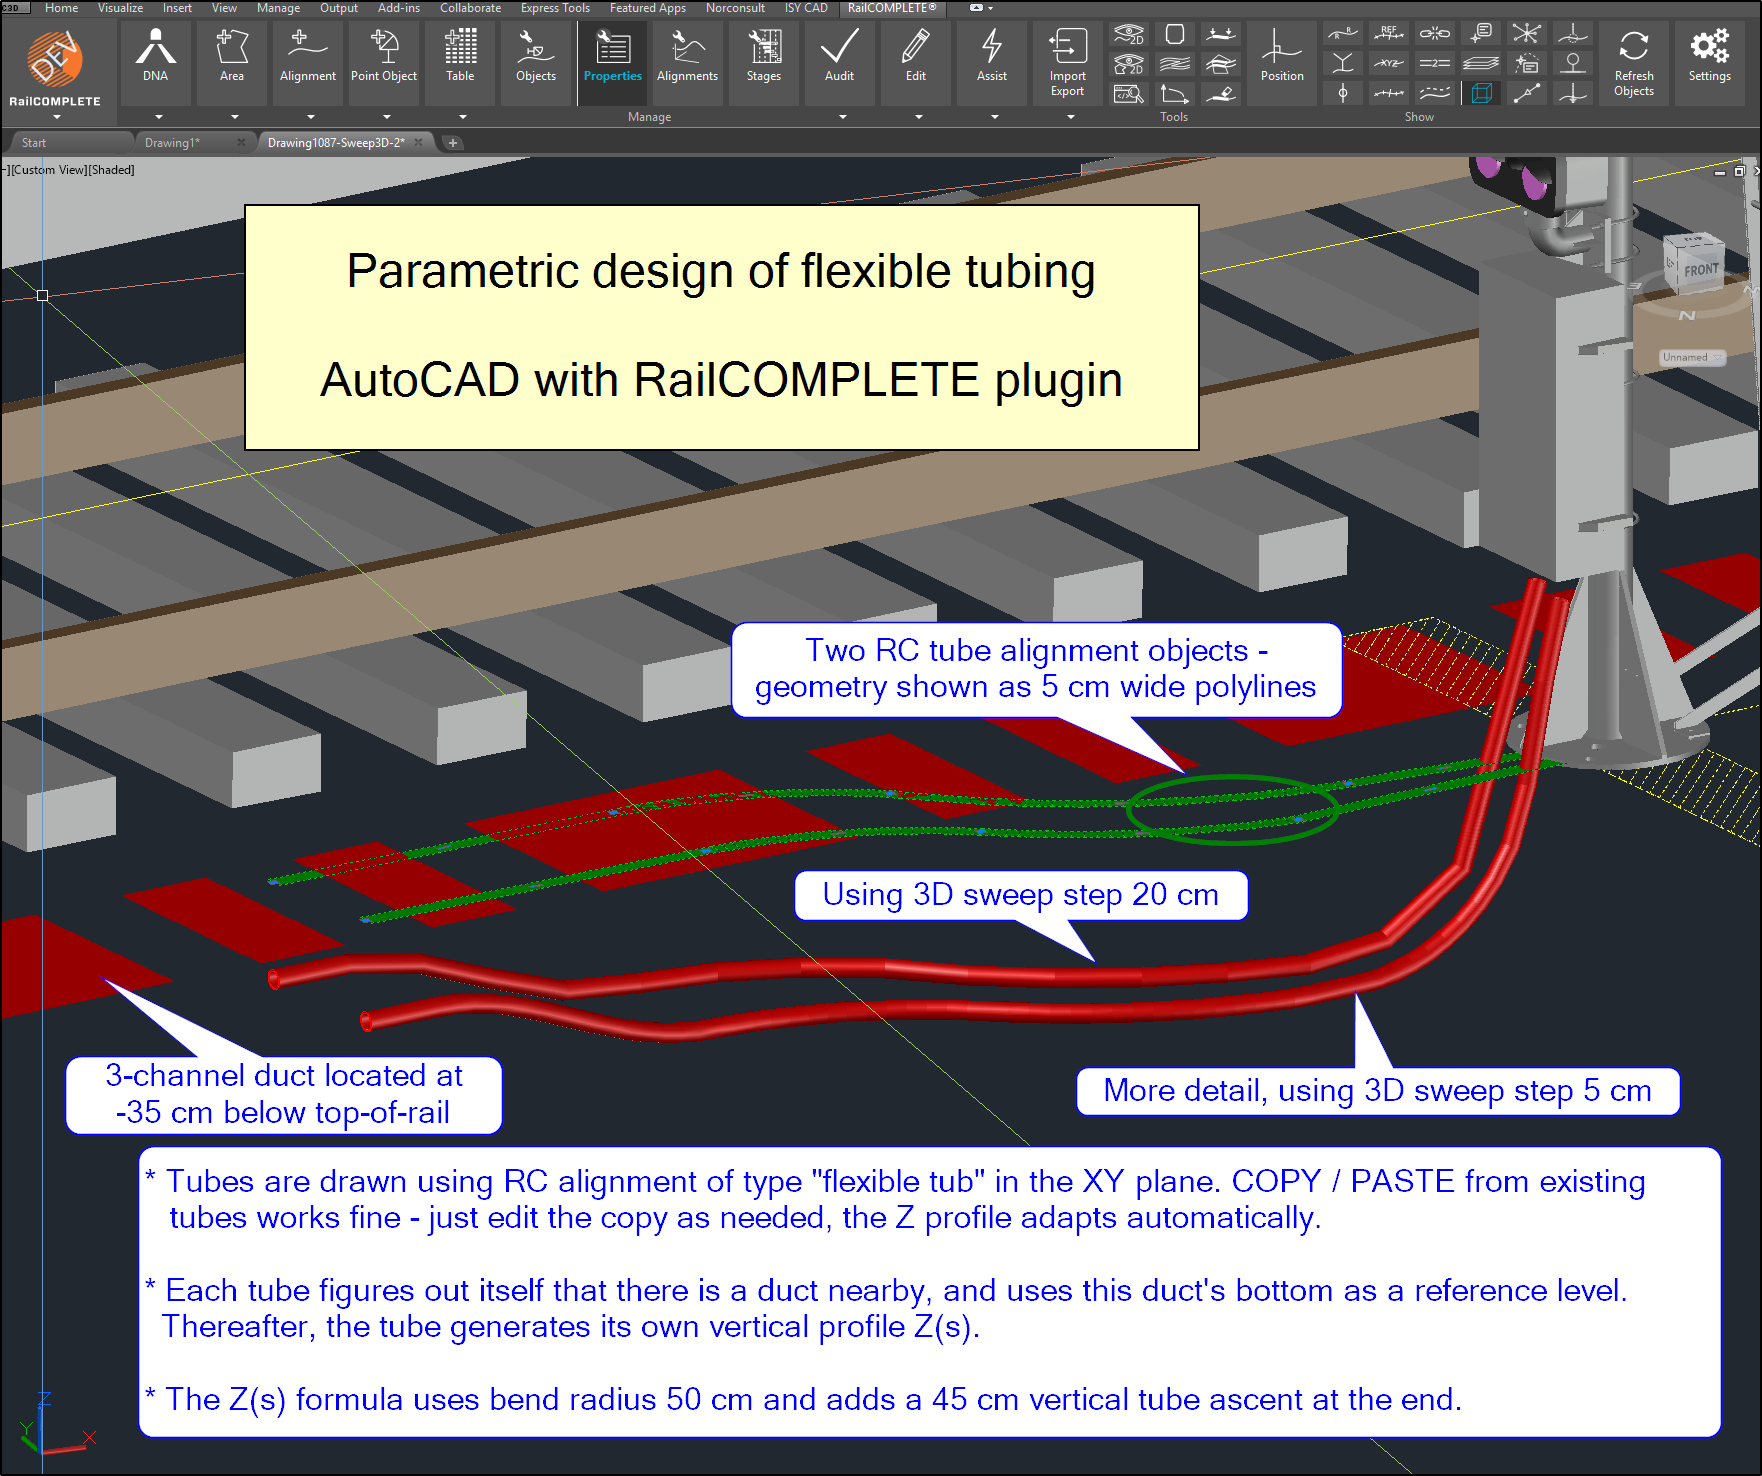 C3D
Home Visualize Insert View Manage Output Add-ins Collaborate Express Tools Featured Apps Norconsult ISY CAD RailCOMPLETE®
DEV
RailCOMPLETE
DNA
Area
Alignment
Point Object
Table
Objects
Properties
Alignments
Stages
Audit
Edit
Assist
Import
Export
2D
2D
Position
REF
XYZ
=2=
Refresh
Objects
Settings
Manage
Tools
Show
Start
Drawing1*
Drawing1087-Sweep3D-2*
-][Custom View][Shaded]
TOP
FRONT
N
Unnamed
Parametric design of flexible tubing
AutoCAD with RailCOMPLETE plugin
Two RC tube alignment objects -
geometry shown as 5 cm wide polylines
Using 3D sweep step 20 cm
3-channel duct located at
-35 cm below top-of-rail
More detail, using 3D sweep step 5 cm
* Tubes are drawn using RC alignment of type "flexible tub" in the XY plane. COPY / PASTE from existing
tubes works fine - just edit the copy as needed, the Z profile adapts automatically.
* Each tube figures out itself that there is a duct nearby, and uses this duct's bottom as a reference level.
Thereafter, the tube generates its own vertical profile Z(s).
* The Z(s) formula uses bend radius 50 cm and adds a 45 cm vertical tube ascent at the end.
Z
Y
X